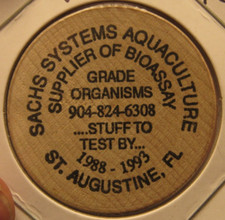 SACHS SYSTEMS AQUACULTURE
SUPPLIER OF BIOASSAY
GRADE
ORGANISMS
904-824-6308
....STUFF TO
TEST BY...
1988 - 1993
ST. AUGUSTINE, FL